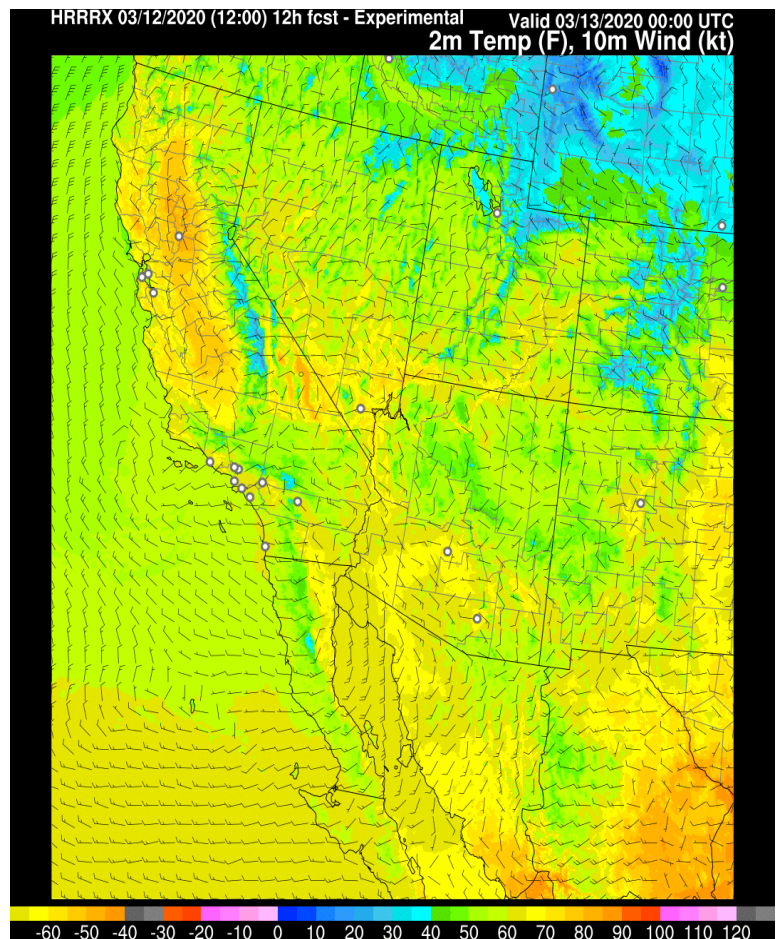 HRRRX 03/12/2020 (12:00) 12h fcst - Experimental
Valid 03/13/2020 00:00 UTC
2m Temp (F), 10m Wind (kt)
-60 -50 -40 -30 -20 -10 0 10 20 30 40 50 60 70 80 90 100 110 120